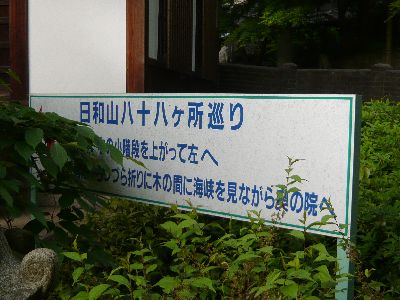 日和山八十八ヶ所巡り
の小階段を上がって左へ
つづら折りに木の間に海峡を見ながら奥の院へ